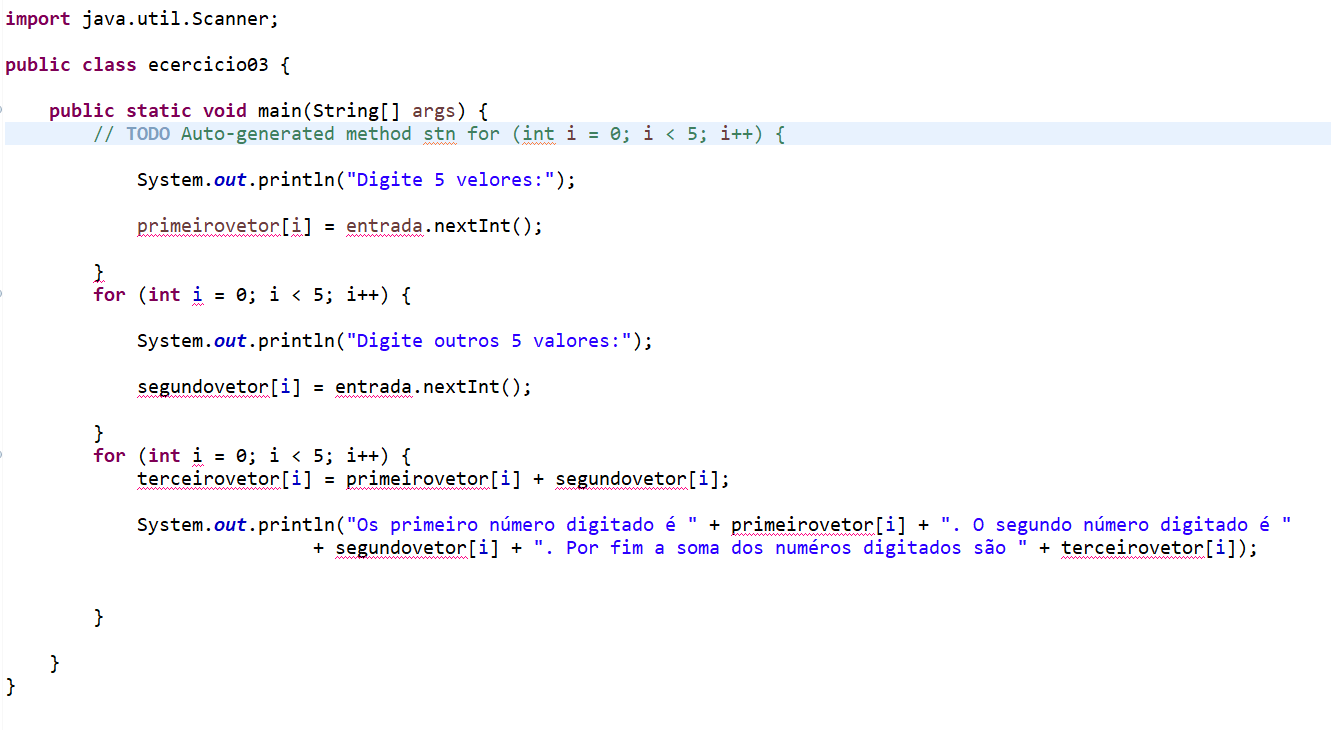 import java.util.Scanner;
public class ecercicio03 {
public static void main(String[] args) {
// TODO Auto-generated method stn for (int i = 0; i < 5; i++) {
System.out.println("Digite 5 velores:");
primeirovetor[i] = entrada.nextInt();
}
for (int i = 0; i < 5; i++) {
System.out.println("Digite outros 5 valores:");
segundovetor[i] = entrada.nextInt();
}
for (int i = 0; i < 5; i++) {
terceirovetor[i] = primeirovetor[i] + segundovetor[i];
System.out.println("Os primeiro número digitado é " + primeirovetor[i] + ". O segundo número digitado é "
+ segundovetor[i] + ". Por fim a soma dos numéros digitados são " + terceirovetor[i]);
}
}
}